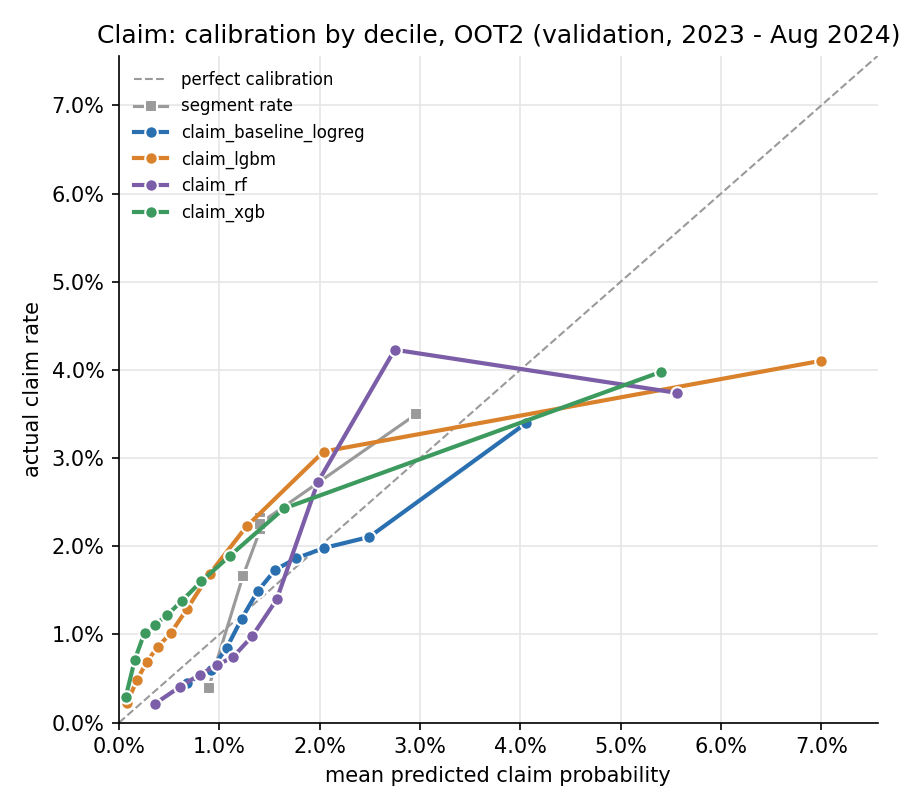 Claim: calibration by decile, OOT2 (validation, 2023 - Aug 2024)
perfect calibration
segment rate
claim_baseline_logreg
claim_lgbm
claim_rf
claim_xgb
7.0%
6.0%
5.0%
4.0%
3.0%
2.0%
1.0%
0.0%
actual claim rate
0.0% 1.0% 2.0% 3.0% 4.0% 5.0% 6.0% 7.0%
mean predicted claim probability